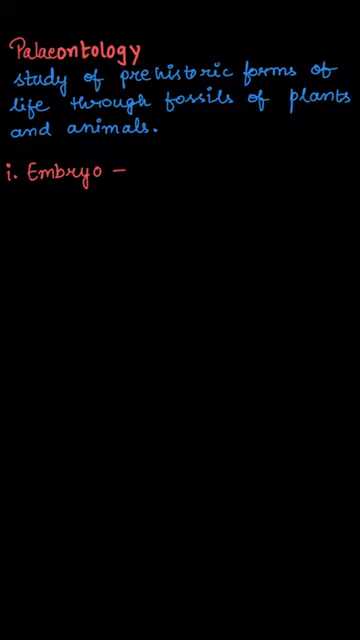 Palaeontology
study of prehistoric forms of
life through fossils of plants
and animals.
i. Embryo –